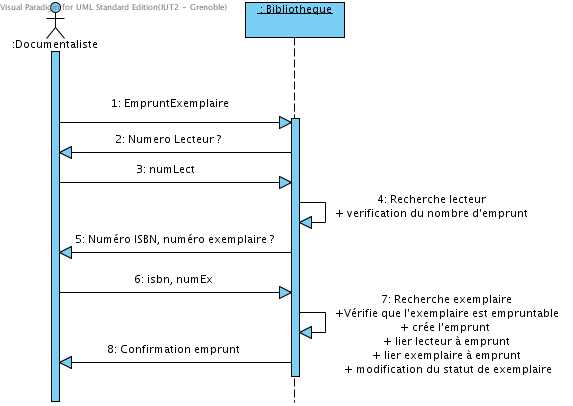 Visual Paradigm for UML Standard Edition(IUT2 - Grenoble)
: Bibliotheque
:Documentaliste
1: EmpruntExemplaire
2: Numero Lecteur ?
3: numLect
4: Recherche lecteur
+ verification du nombre d'emprunt
5: Numéro ISBN, numéro exemplaire ?
6: isbn, numEx
7: Recherche exemplaire
+Vérifie que l'exemplaire est empruntable
+ crée l'emprunt
+ lier lecteur à emprunt
+ lier exemplaire à emprunt
+ modification du statut de exemplaire
8: Confirmation emprunt